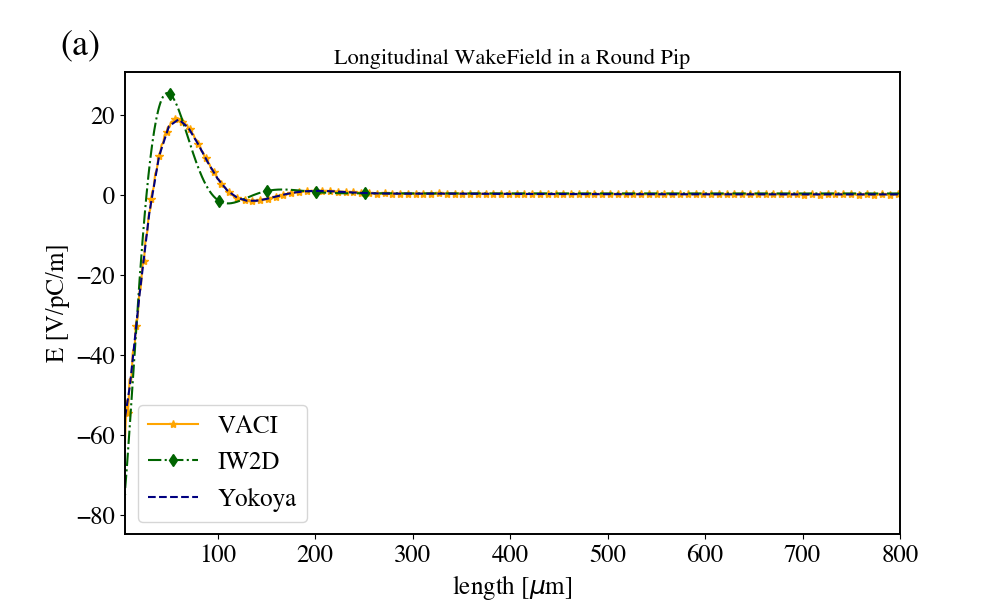 (a)
Longitudinal WakeField in a Round Pip
E [V/pC/m]
20
0
−20
−40
−60
−80
VACI
IW2D
Yokoya
100 200 300 400 500 600 700 800
length [μm]